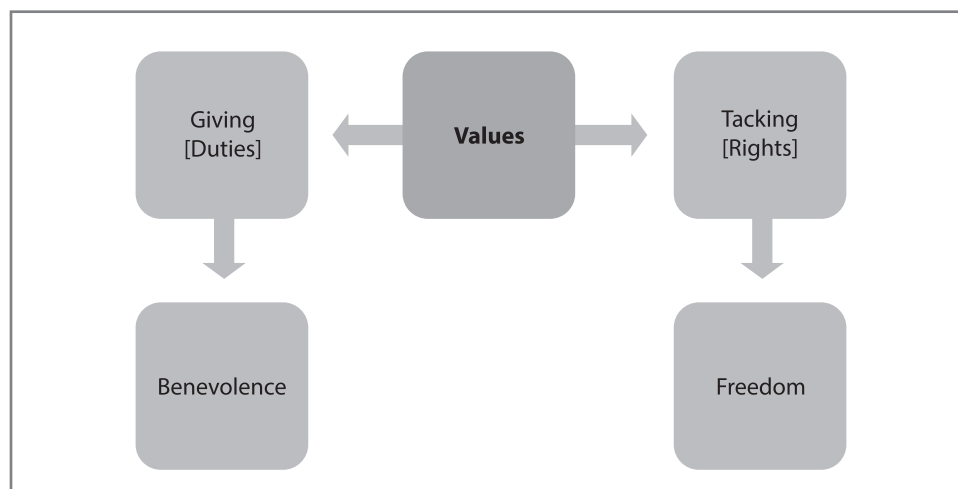 Giving
[Duties]
Values
Tacking
[Rights]
Benevolence
Freedom